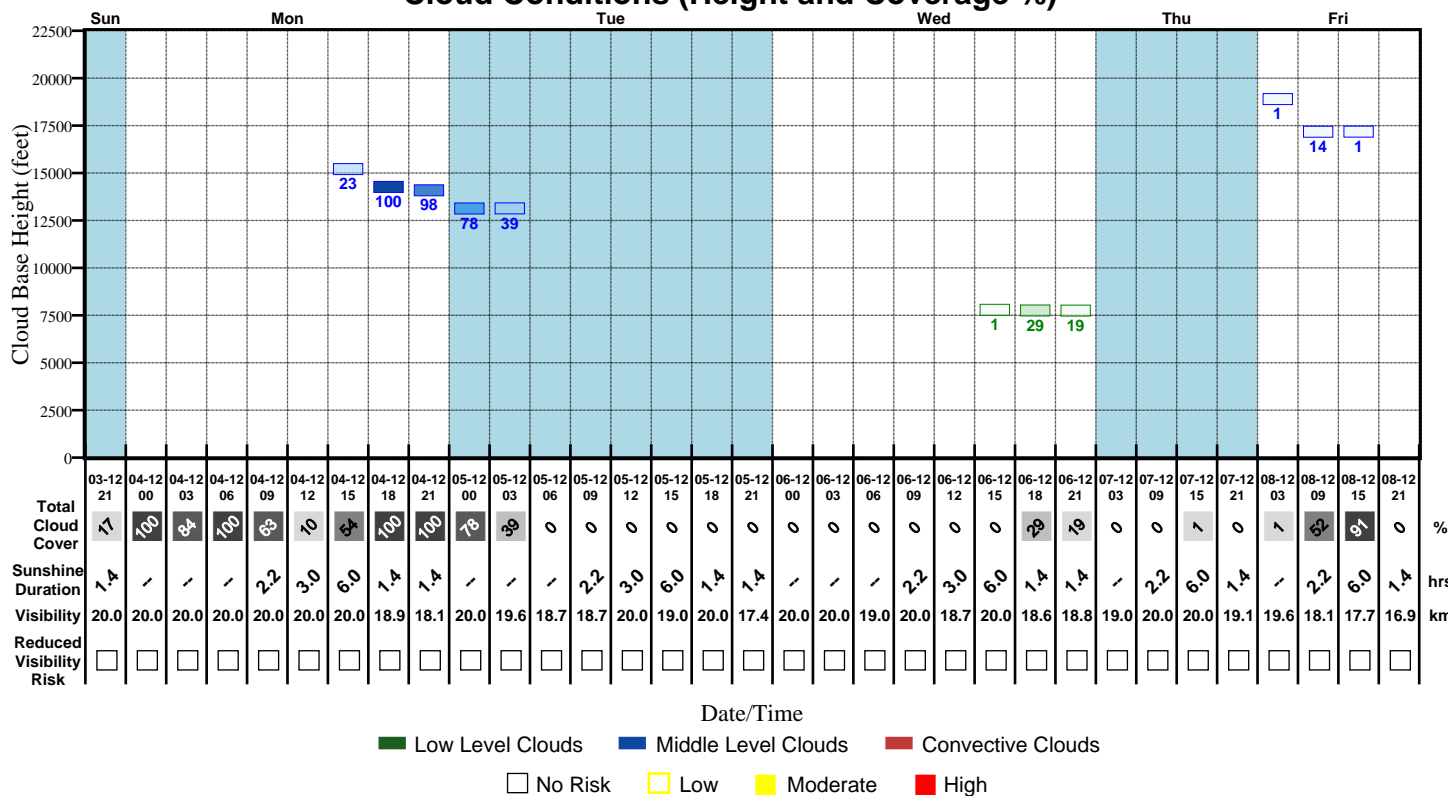 Cloud Conditions (Height and Coverage %)
Sun Mon Tue Wed Thu Fri
Cloud Base Height (feet)
22500
20000
17500
15000
12500
10000
7500
5000
2500
0
23 100 98 78 39 1 29 19 1 14 1
03-12 04-12 04-12 04-12 04-12 04-12 04-12 04-12 04-12 05-12 05-12 05-12 05-12 05-12 05-12 05-12 05-12 06-12 06-12 06-12 06-12 06-12 06-12 06-12 06-12 07-12 07-12 07-12 07-12 08-12 08-12 08-12 08-12
21 00 03 06 09 12 15 18 21 00 03 06 09 12 15 18 21 00 03 06 09 12 15 18 21 03 09 15 21 03 09 15 21
Total
Cloud
Cover
17 100 84 100 63 10 54 100 100 78 39 0 0 0 0 0 0 0 0 0 0 0 0 29 19 0 0 1 0 1 52 91 0 %
Sunshine
Duration
1.4 -- -- -- 2.2 3.0 6.0 1.4 1.4 -- -- -- 2.2 3.0 6.0 1.4 1.4 -- -- -- 2.2 3.0 6.0 1.4 1.4 -- 2.2 6.0 1.4 -- 2.2 6.0 1.4 hrs
Visibility 20.0 20.0 20.0 20.0 20.0 20.0 20.0 18.9 18.1 20.0 19.6 18.7 18.7 20.0 19.0 20.0 17.4 20.0 20.0 19.0 20.0 18.7 20.0 18.6 18.8 19.0 20.0 20.0 19.1 19.6 18.1 17.7 16.9 km
Reduced
Visibility
Risk
Date/Time
Low Level Clouds Middle Level Clouds Convective Clouds
No Risk Low Moderate High